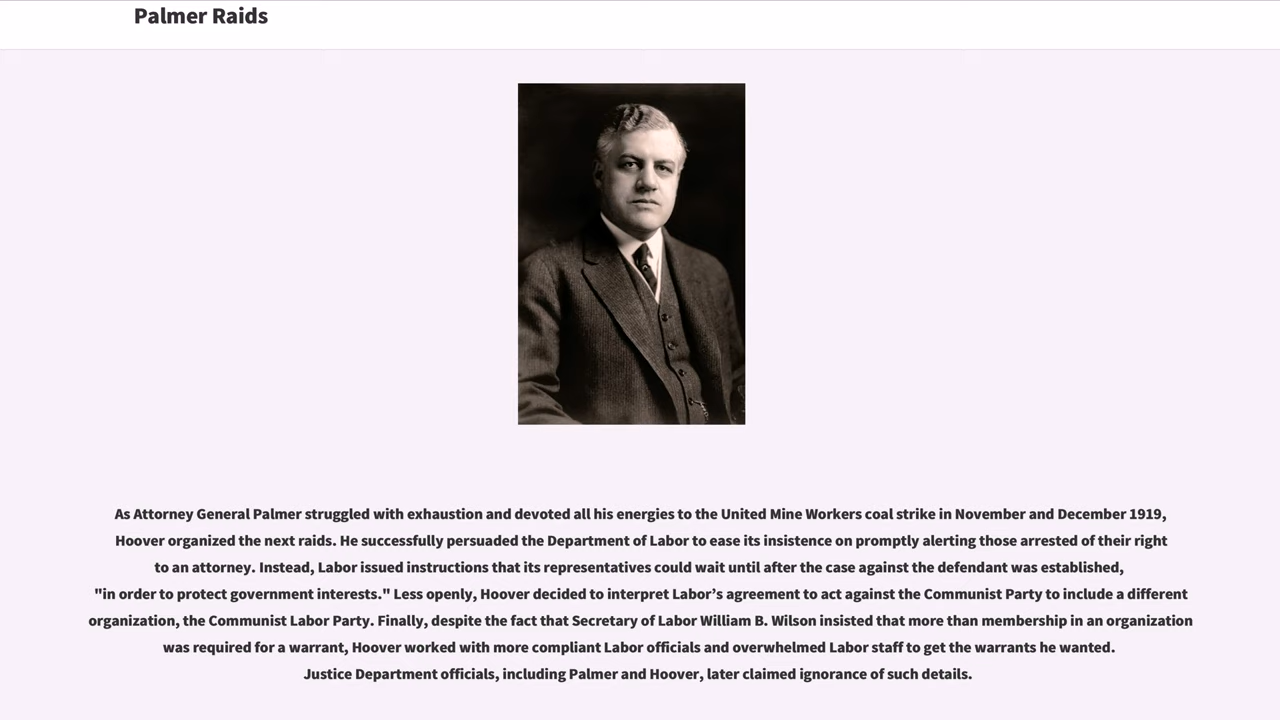 Palmer Raids
As Attorney General Palmer struggled with exhaustion and devoted all his energies to the United Mine Workers coal strike in November and December 1919,
Hoover organized the next raids. He successfully persuaded the Department of Labor to ease its insistence on promptly alerting those arrested of their right
to an attorney. Instead, Labor issued instructions that its representatives could wait until after the case against the defendant was established,
"in order to protect government interests." Less openly, Hoover decided to interpret Labor’s agreement to act against the Communist Party to include a different
organization, the Communist Labor Party. Finally, despite the fact that Secretary of Labor William B. Wilson insisted that more than membership in an organization
was required for a warrant, Hoover worked with more compliant Labor officials and overwhelmed Labor staff to get the warrants he wanted.
Justice Department officials, including Palmer and Hoover, later claimed ignorance of such details.